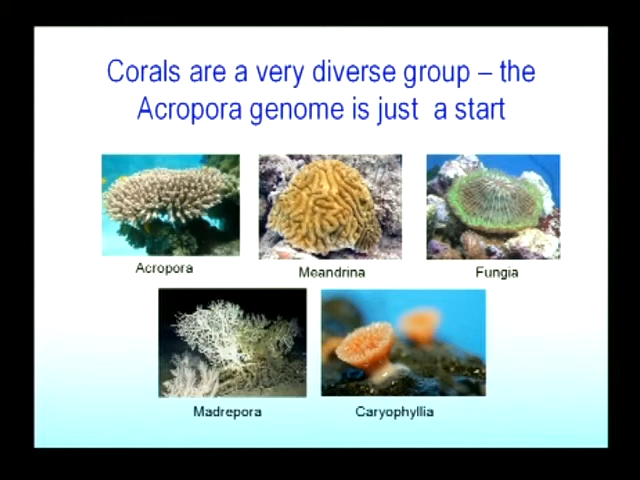 Corals are a very diverse group – the
Acropora genome is just a start
Acropora
Meandrina
Fungia
Madrepora
Caryophyllia